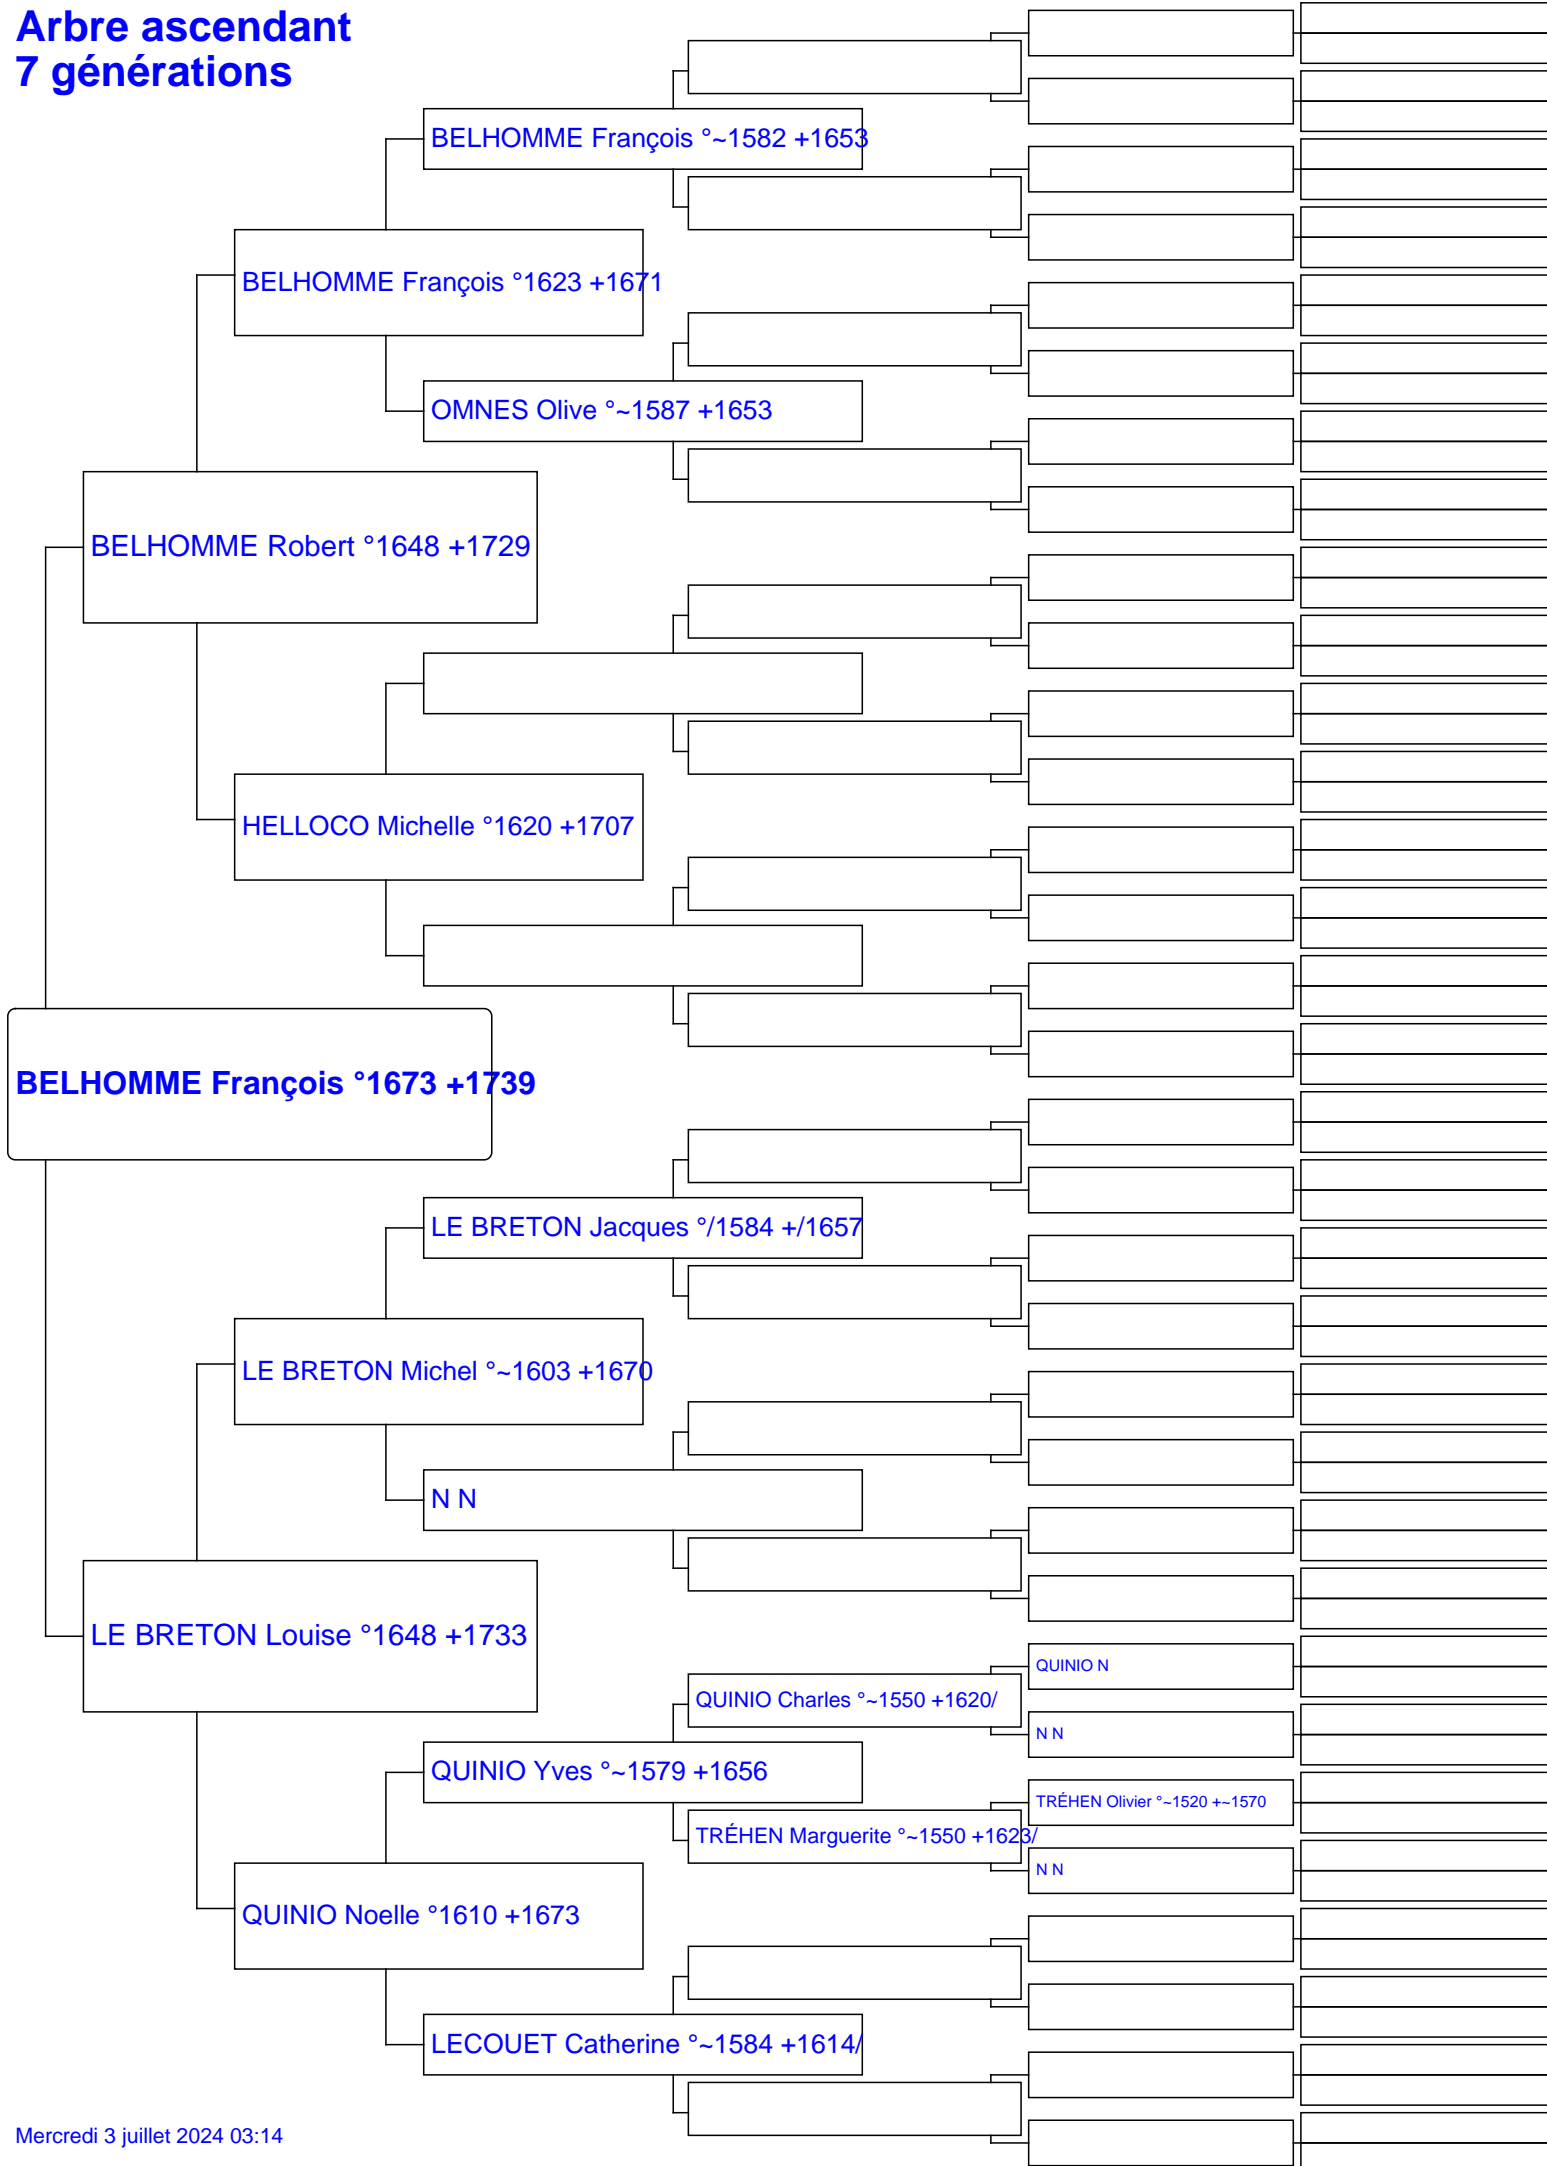 Arbre ascendant
7 générations
BELHOMME François °~1582 +1653
BELHOMME François °1623 +1671
OMNES Olive °~1587 +1653
BELHOMME Robert °1648 +1729
HELLOCO Michelle °1620 +1707
BELHOMME François °1673 +1739
LE BRETON Jacques °/1584 +/1657
LE BRETON Michel °~1603 +1670
N N
LE BRETON Louise °1648 +1733
QUINIO N
QUINIO Charles °~1550 +1620/
N N
QUINIO Yves °~1579 +1656
TRÉHEN Olivier °~1520 +~1570
TRÉHEN Marguerite °~1550 +1623/
N N
QUINIO Noelle °1610 +1673
LECOUET Catherine °~1584 +1614/
Mercredi 3 juillet 2024 03:14